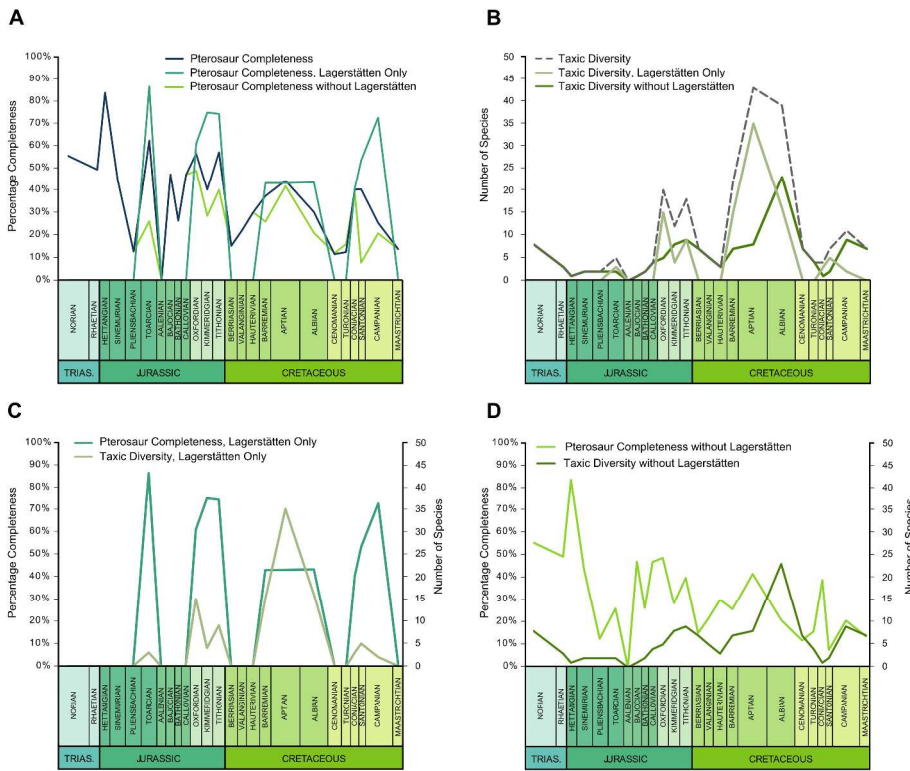 A
Pterosaur Completeness
Pterosaur Completeness. Lagerstätten Only
Pterosaur Completeness without Lagerstätten
Percentage Completeness
100%
90%
80%
70%
60%
50%
40%
30%
20%
10%
0%
NORIAN
RHAETIAN
HETTANGIAN
SINEMURIAN
PLIENSBACHIAN
TOARCIAN
AALENIAN
BAJOCIAN
BATHONIAN
CALLOVIAN
OXFORDIAN
KIMMERIDGIAN
TITHONIAN
BERRIASIAN
VALANGINIAN
HAUTERIVIAN
BARREMIAN
APTIAN
ALBIAN
CENOMANIAN
TURONIAN
CONIACIAN
SANTONIAN
CAMPANIAN
MAASTRICHTIAN
TRIAS.
JURASSIC
CRETACEOUS
B
Taxic Diversity
Taxic Diversity, Lagerstätten Only
Taxic Diversity without Lagerstätten
Number of Species
50
45
40
35
30
25
20
15
10
5
0
NORIAN
RHAETIAN
HETTANGIAN
SINEMURIAN
PLIENSBACHIAN
TOARCIAN
AALENIAN
BAJOCIAN
BATHONIAN
CALLOVIAN
OXFORDIAN
KIMMERIDGIAN
TITHONIAN
BERRIASIAN
VALANGINIAN
HAUTERIVIAN
BARREMIAN
APTIAN
ALBIAN
CENOMANIAN
TURONIAN
CONIACIAN
SANTONIAN
CAMPANIAN
MAASTRICHTIAN
TRIAS.
JURASSIC
CRETACEOUS
C
Pterosaur Completeness, Lagerstätten Only
Taxic Diversity, Lagerstätten Only
Percentage Completeness
100%
90%
80%
70%
60%
50%
40%
30%
20%
10%
0%
50
45
40
35
30
25
20
15
10
5
0
Number of Species
NORIAN
RHAETIAN
HETTANGIAN
SINEMURIAN
PLIENSBACHIAN
TOARCIAN
AALENIAN
BAJOCIAN
BATHONIAN
CALLOVIAN
OXFORDIAN
KIMMERIDGIAN
TITHONIAN
BERRIASIAN
VALANGINIAN
HAUTERIVIAN
BARREMIAN
APTIAN
ALBIAN
CENOMANIAN
TURONIAN
CONIACIAN
SANTONIAN
CAMPANIAN
MAASTRICHTIAN
TRIAS.
JURASSIC
CRETACEOUS
D
Pterosaur Completeness without Lagerstätten
Taxic Diversity without Lagerstätten
Percentage Completeness
100%
90%
80%
70%
60%
50%
40%
30%
20%
10%
0%
50
45
40
35
30
25
20
15
10
5
0
Number of Species
NORIAN
RHAETIAN
HETTANGIAN
SINEMURIAN
PLIENSBACHIAN
TOARCIAN
AALENIAN
BAJOCIAN
BATHONIAN
CALLOVIAN
OXFORDIAN
KIMMERIDGIAN
TITHONIAN
BERRIASIAN
VALANGINIAN
HAUTERIVIAN
BARREMIAN
APTIAN
ALBIAN
CENOMANIAN
TURONIAN
CONIACIAN
SANTONIAN
CAMPANIAN
MAASTRICHTIAN
TRIAS.
JURASSIC
CRETACEOUS